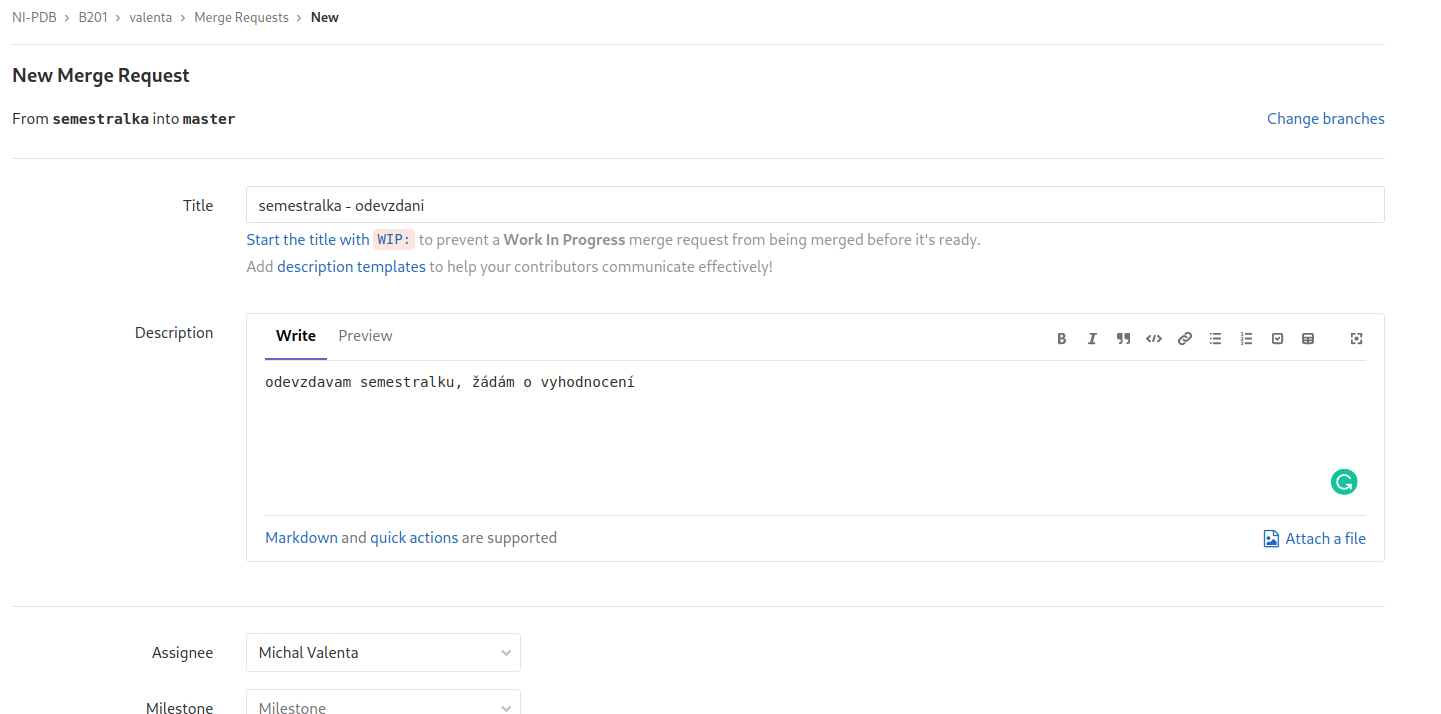 NI-PDB › B201 › valenta › Merge Requests › New
New Merge Request
From semestralka into master
Change branches
Title
semestralka - odevzdani
Start the title with WIP: to prevent a Work In Progress merge request from being merged before it's ready.
Add description templates to help your contributors communicate effectively!
Description
Write Preview
odevzdavam semestralku, žádám o vyhodnocení
Markdown and quick actions are supported
Attach a file
Assignee
Michal Valenta
Milestone
Milestone